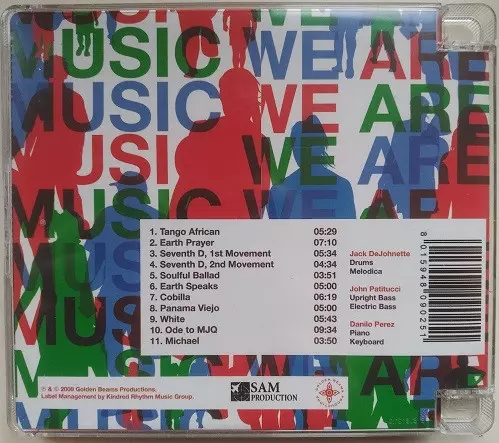 MUSIC WE ARE
MUSIC WE ARE
MUSIC WE ARE
MUSIC WE ARE
MUSIC
MUSIC
MUSIC
MUSIC
1. Tango African 05:29
2. Earth Prayer 07:10
3. Seventh D, 1st Movement 05:34
4. Seventh D, 2nd Movement 04:34
5. Soulful Ballad 03:51
6. Earth Speaks 05:00
7. Cobilla 06:19
8. Panama Viejo 05:00
9. White 05:43
10. Ode to MJQ 09:34
11. Michael 03:50
Jack DeJohnette
Drums
Melodica
John Patitucci
Upright Bass
Electric Bass
Danilo Perez
Piano
Keyboard
8015948090251
℗ & © 2009 Golden Beams Productions.
Label Management by Kindred Rhythm Music Group.
SAM
PRODUCTION